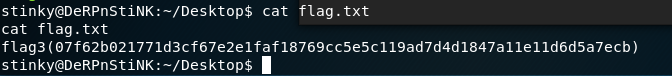 stinky@DeRPnStiNK:~/Desktop$ cat flag.txt
cat flag.txt
flag3(07f62b021771d3cf67e2e1faf18769cc5e5c119ad7d4d1847a11e11d6d5a7ecb)
stinky@DeRPnStiNK:~/Desktop$